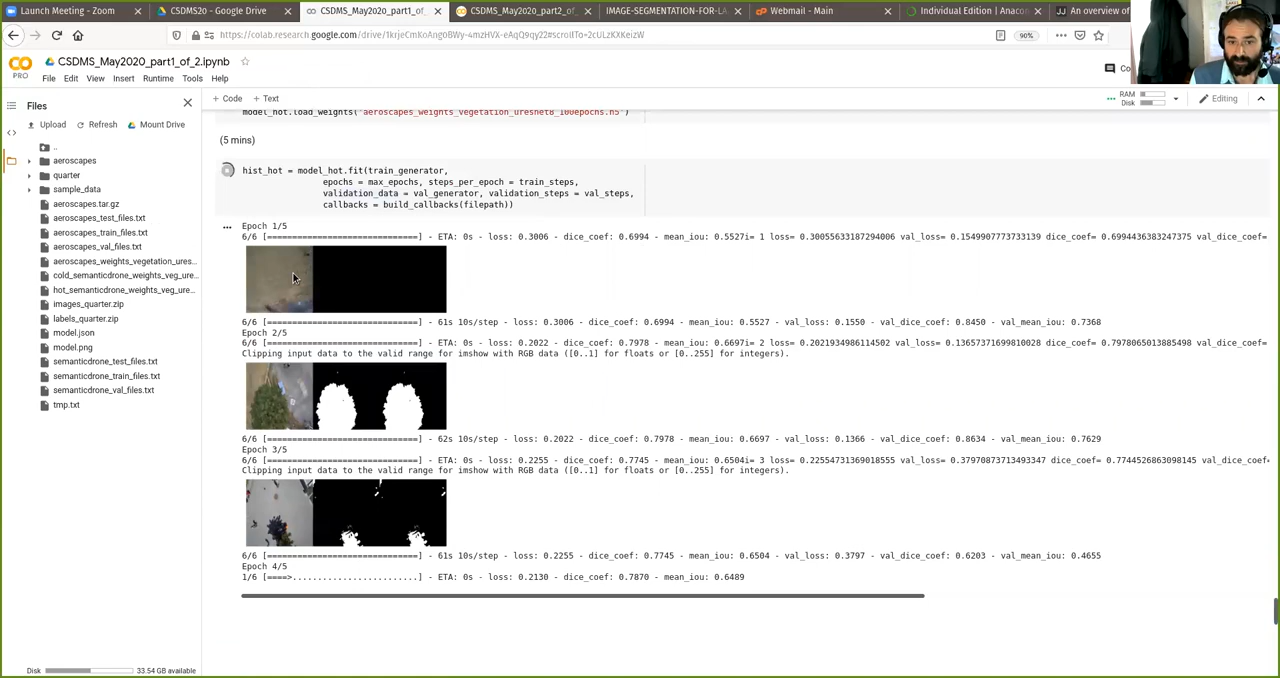 Launch Meeting - Zoom
CSDMS20 - Google Drive
CSDMS_May2020_part1_of_
CSDMS_May2020_part2_of_
IMAGE-SEGMENTATION-FOR-LA
Webmail - Main
Individual Edition | Anacon
JJ An overview of
https://colab.research.google.com/drive/1krjeCmKoAng0BWy-4mzHVX-eAqQ9qy22#scrollTo=2cULzKXKeizW
90%
CSDMS_May2020_part1_of_2.ipynb
PRO
File Edit View Insert Runtime Tools Help
Co
Files
+ Code + Text
RAM
Disk
Editing
Upload Refresh Mount Drive
..
aeroscapes
quarter
sample_data
aeroscapes.tar.gz
aeroscapes_test_files.txt
aeroscapes_train_files.txt
aeroscapes_val_files.txt
aeroscapes_weights_vegetation_ures...
cold_semanticdrone_weights_veg_ure...
hot_semanticdrone_weights_veg_ure...
images_quarter.zip
labels_quarter.zip
model.json
model.png
semanticdrone_test_files.txt
semanticdrone_train_files.txt
semanticdrone_val_files.txt
tmp.txt
Disk
33.54 GB available
model_hot.load_weights("aeroscapes_weights_vegetation_uresnet8_100epochs.h5")
(5 mins)
hist_hot = model_hot.fit(train_generator,
epochs = max_epochs, steps_per_epoch = train_steps,
validation_data = val_generator, validation_steps = val_steps,
callbacks = build_callbacks(filepath))
Epoch 1/5
6/6 [==============================] - ETA: 0s - loss: 0.3006 - dice_coef: 0.6994 - mean_iou: 0.5527i= 1 loss= 0.30055633187294006 val_loss= 0.1549907773733139 dice_coef= 0.6994436383247375 val_dice_coef=
6/6 [==============================] - 61s 10s/step - loss: 0.3006 - dice_coef: 0.6994 - mean_iou: 0.5527 - val_loss: 0.1550 - val_dice_coef: 0.8450 - val_mean_iou: 0.7368
Epoch 2/5
6/6 [==============================] - ETA: 0s - loss: 0.2022 - dice_coef: 0.7978 - mean_iou: 0.6697i= 2 loss= 0.2021934986114502 val_loss= 0.13657371699810028 dice_coef= 0.7978065013885498 val_dice_coef=
Clipping input data to the valid range for imshow with RGB data ([0..1] for floats or [0..255] for integers).
6/6 [==============================] - 62s 10s/step - loss: 0.2022 - dice_coef: 0.7978 - mean_iou: 0.6697 - val_loss: 0.1366 - val_dice_coef: 0.8634 - val_mean_iou: 0.7629
Epoch 3/5
6/6 [==============================] - ETA: 0s - loss: 0.2255 - dice_coef: 0.7745 - mean_iou: 0.6504i= 3 loss= 0.22554731369018555 val_loss= 0.37970873713493347 dice_coef= 0.7744526863098145 val_dice_coef=
Clipping input data to the valid range for imshow with RGB data ([0..1] for floats or [0..255] for integers).
6/6 [==============================] - 61s 10s/step - loss: 0.2255 - dice_coef: 0.7745 - mean_iou: 0.6504 - val_loss: 0.3797 - val_dice_coef: 0.6203 - val_mean_iou: 0.4655
Epoch 4/5
1/6 [====>.........................] - ETA: 0s - loss: 0.2130 - dice_coef: 0.7870 - mean_iou: 0.6489